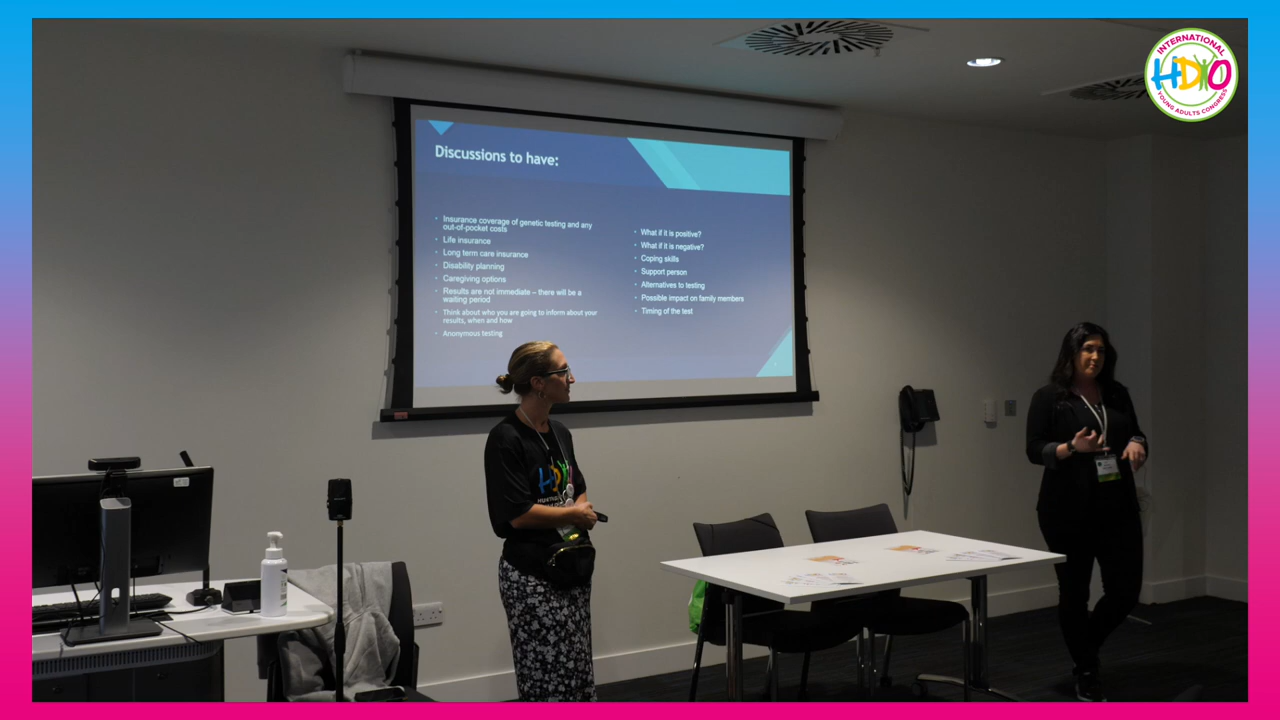 INTERNATIONAL
HDYO
YOUNG ADULTS CONGRESS
Discussions to have:
• Insurance coverage of genetic testing and any
out-of-pocket costs
• Life insurance
• Long term care insurance
• Disability planning
• Caregiving options
• Results are not immediate – there will be a
waiting period
• Think about who you are going to inform about your
results, when and how
• Anonymous testing
• What if it is positive?
• What if it is negative?
• Coping skills
• Support person
• Alternatives to testing
• Possible impact on family members
• Timing of the test